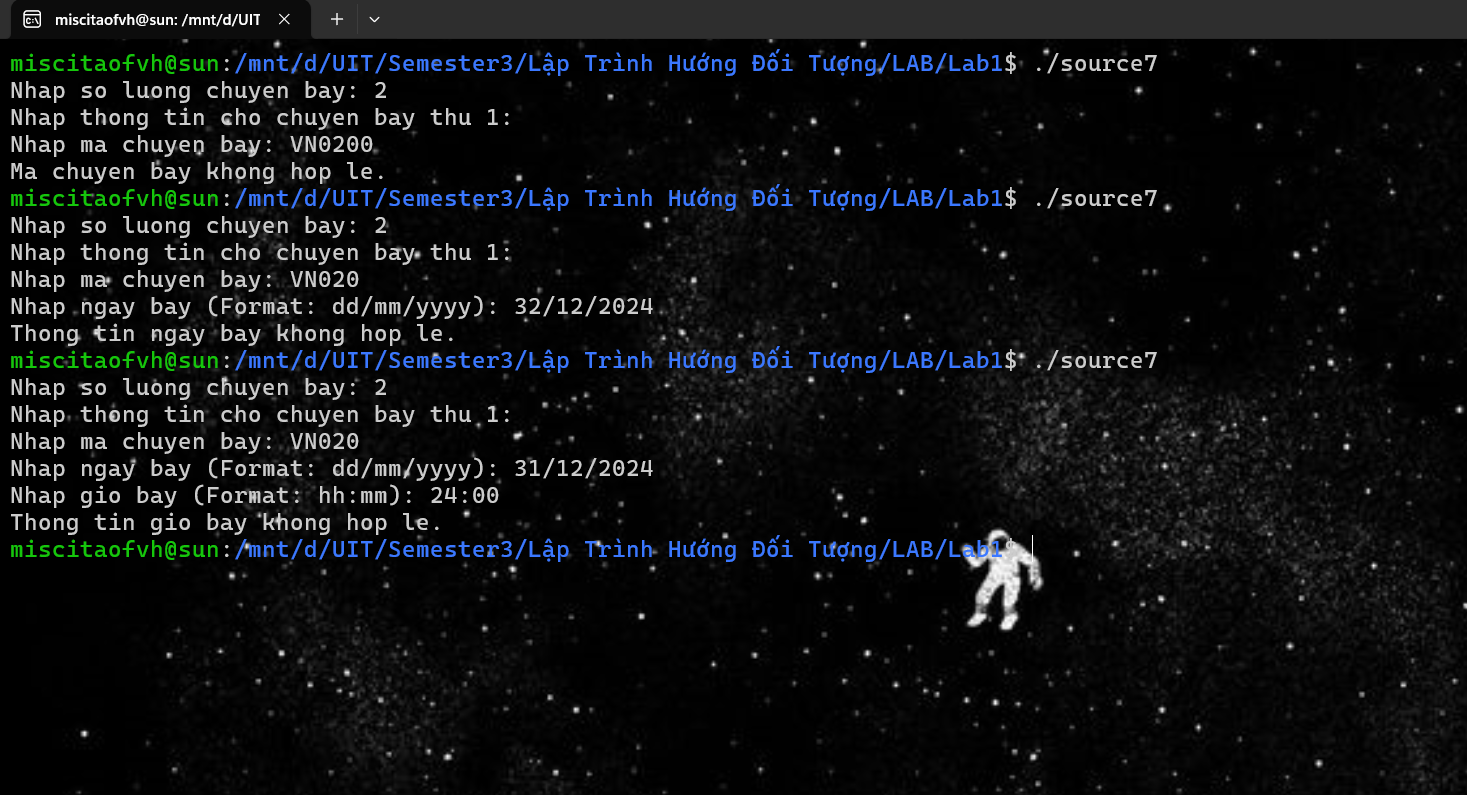 miscitaofvh@sun: /mnt/d/UIT
miscitaofvh@sun:/mnt/d/UIT/Semester3/Lập Trình Hướng Đối Tượng/LAB/Lab1$ ./source7
Nhap so luong chuyen bay: 2
Nhap thong tin cho chuyen bay thu 1:
Nhap ma chuyen bay: VN0200
Ma chuyen bay khong hop le.
miscitaofvh@sun:/mnt/d/UIT/Semester3/Lập Trình Hướng Đối Tượng/LAB/Lab1$ ./source7
Nhap so luong chuyen bay: 2
Nhap thong tin cho chuyen bay thu 1:
Nhap ma chuyen bay: VN020
Nhap ngay bay (Format: dd/mm/yyyy): 32/12/2024
Thong tin ngay bay khong hop le.
miscitaofvh@sun:/mnt/d/UIT/Semester3/Lập Trình Hướng Đối Tượng/LAB/Lab1$ ./source7
Nhap so luong chuyen bay: 2
Nhap thong tin cho chuyen bay thu 1:
Nhap ma chuyen bay: VN020
Nhap ngay bay (Format: dd/mm/yyyy): 31/12/2024
Nhap gio bay (Format: hh:mm): 24:00
Thong tin gio bay khong hop le.
miscitaofvh@sun:/mnt/d/UIT/Semester3/Lập Trình Hướng Đối Tượng/LAB/Lab1$